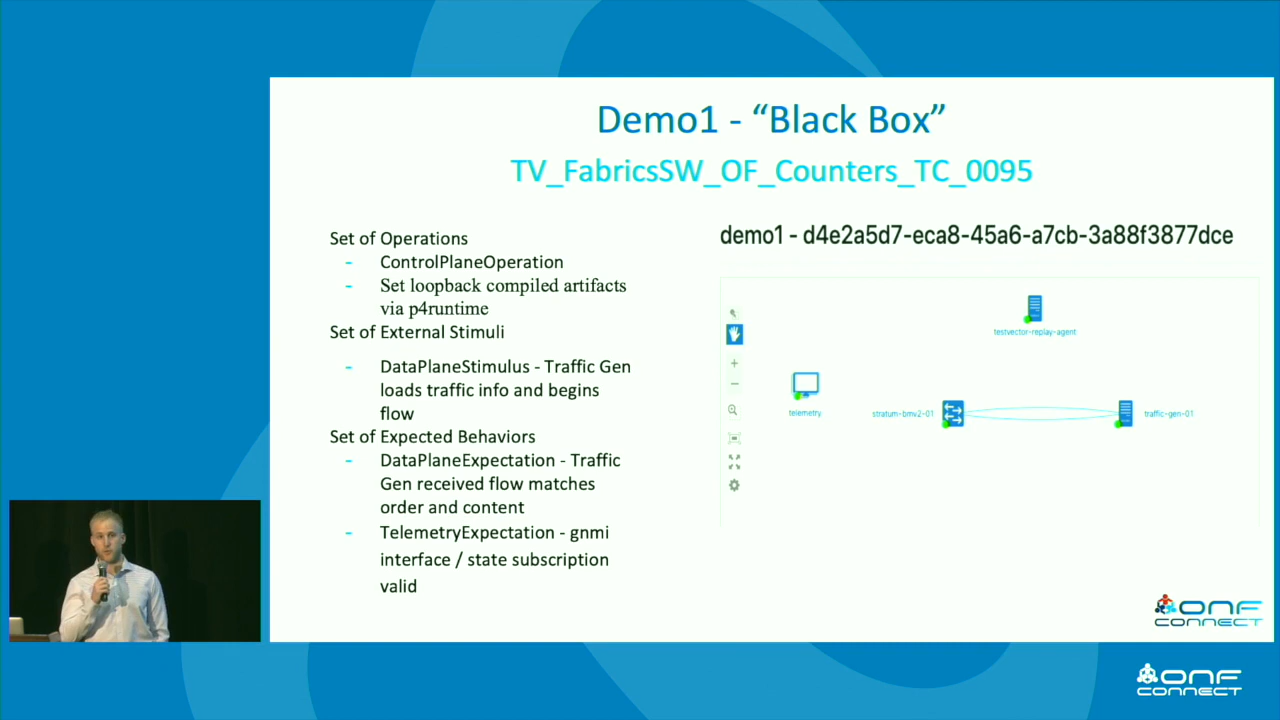 Demo1 - “Black Box”
TV_FabricsSW_OF_Counters_TC_0095
Set of Operations
- ControlPlaneOperation
- Set loopback compiled artifacts
via p4runtime
Set of External Stimuli
- DataPlaneStimulus - Traffic Gen
loads traffic info and begins
flow
Set of Expected Behaviors
- DataPlaneExpectation - Traffic
Gen received flow matches
order and content
- TelemetryExpectation - gnmi
interface / state subscription
valid
demo1 - d4e2a5d7-eca8-45a6-a7cb-3a88f3877dce
testvector-replay-agent
telemetry
stratum-bmv2-01
traffic-gen-01
ONF
CONNECT
ONF
CONNECT